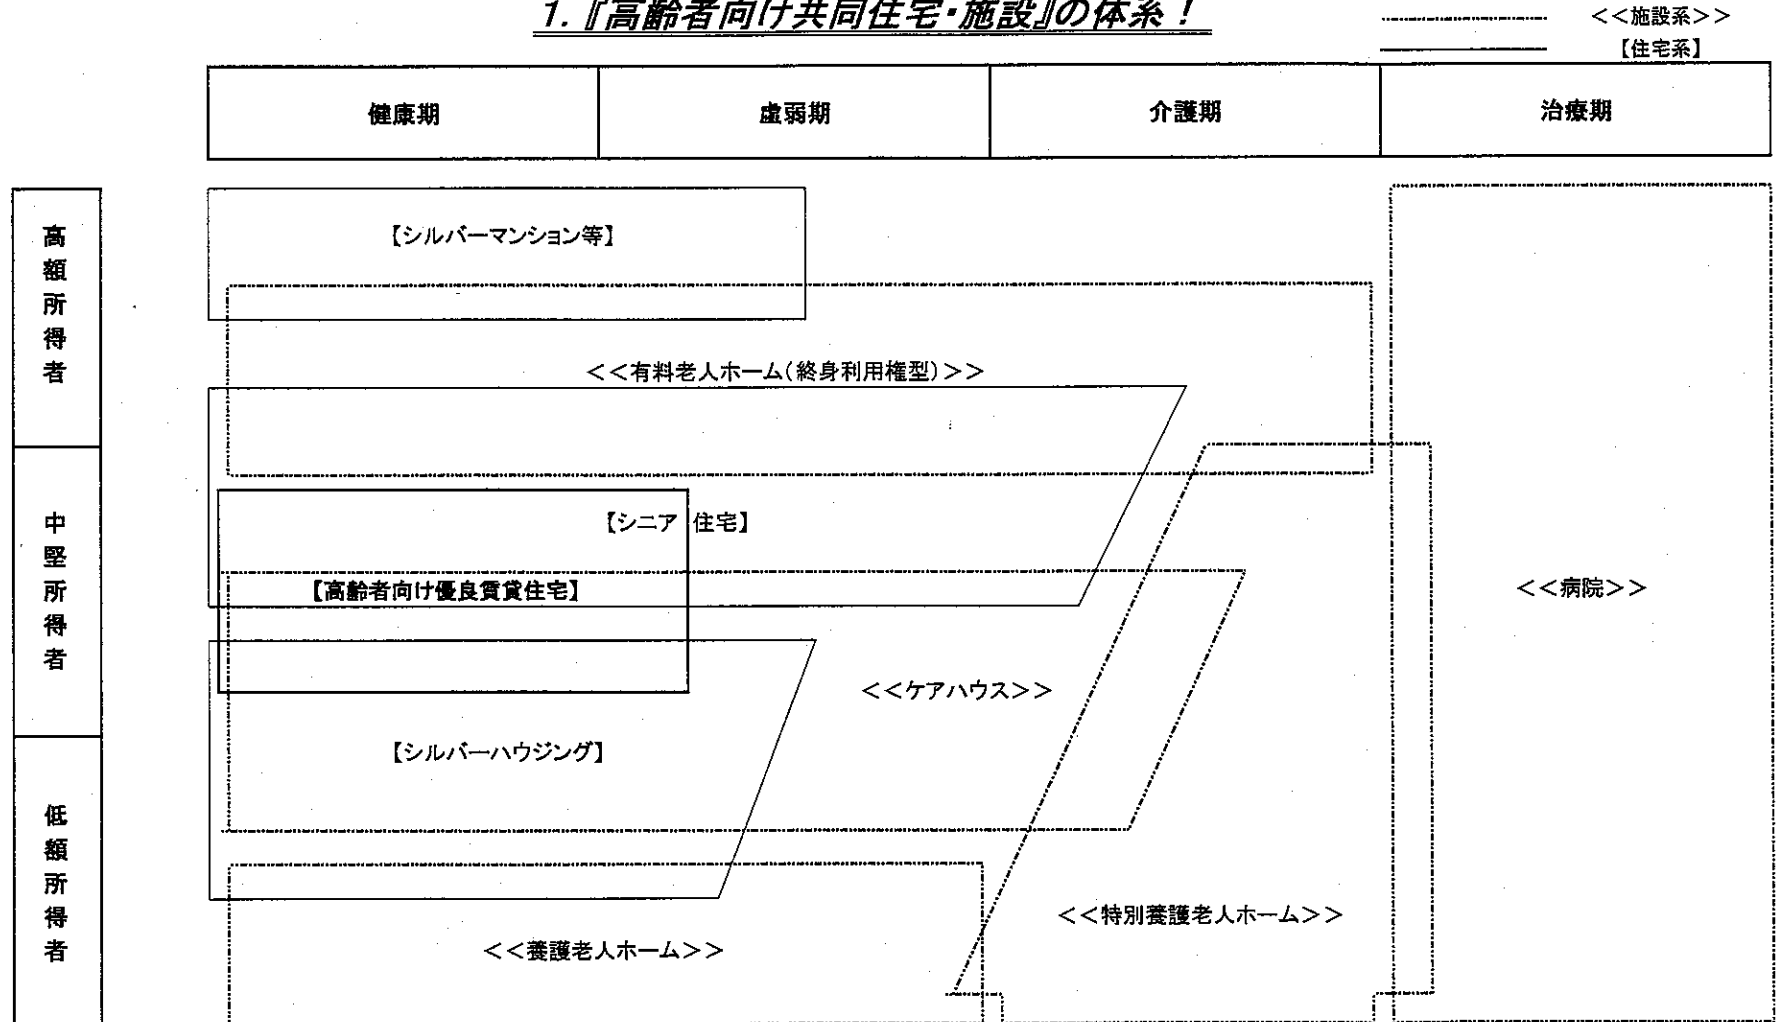 1.『高齢者向け共同住宅・施設』の体系！
<<施設系>>
【住宅系】
健康期
虚弱期
介護期
治療期
高額所得者
中堅所得者
低額所得者
【シルバーマンション等】
<<有料老人ホーム(終身利用権型)>>
【シニア 住宅】
【高齢者向け優良賃貸住宅】
<<病院>>
<<ケアハウス>>
【シルバーハウジング】
<<特別養護老人ホーム>>
<<養護老人ホーム>>